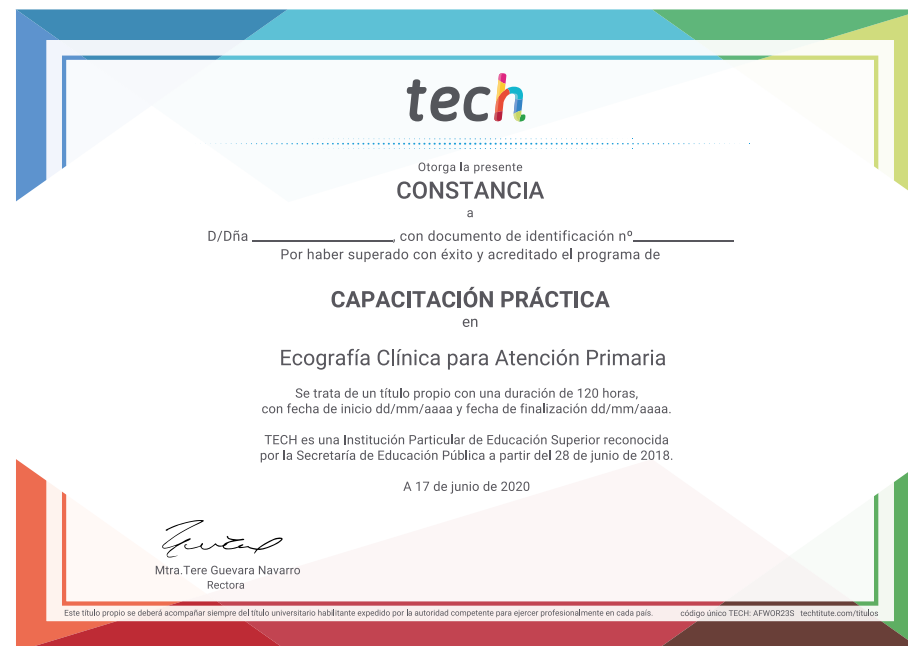 tech
Otorga la presente
CONSTANCIA
a
D/Dña ____________________, con documento de identificación nº______________
Por haber superado con éxito y acreditado el programa de
CAPACITACIÓN PRÁCTICA
en
Ecografía Clínica para Atención Primaria
Se trata de un título propio con una duración de 120 horas,
con fecha de inicio dd/mm/aaaa y fecha de finalización dd/mm/aaaa.
TECH es una Institución Particular de Educación Superior reconocida
por la Secretaría de Educación Pública a partir del 28 de junio de 2018.
A 17 de junio de 2020
Mtra.Tere Guevara Navarro
Rectora
Este título propio se deberá acompañar siempre del título universitario habilitante expedido por la autoridad competente para ejercer profesionalmente en cada país. código único TECH: AFWOR23S techtitute.com/titulos